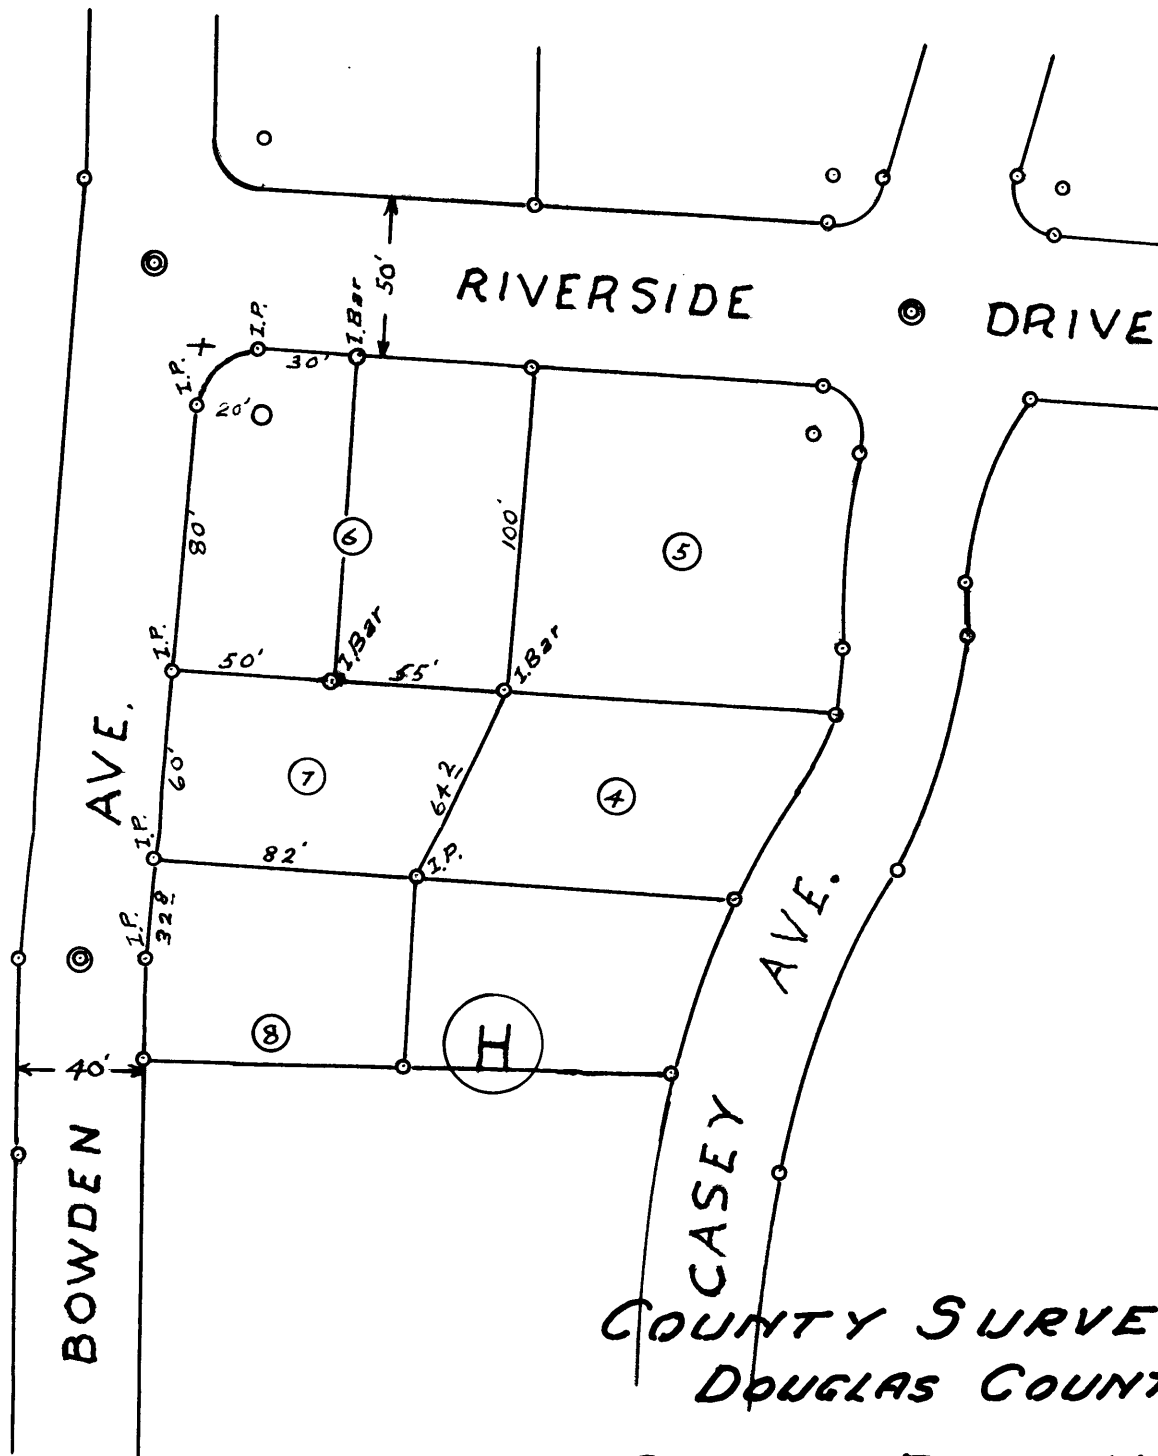 RIVERSIDE DRIVE
50'
I.P.
I.Bar
I.P.
30'
20'
80'
6
100'
5
I.P.
50'
I.Bar
55'
I.Bar
AVE.
60'
7
64 2
4
I.P.
82'
I.P.
I.P.
32 8
AVE.
8
H
40'
BOWDEN
CASEY
COUNTY SURVE
DOUGLAS COUNT